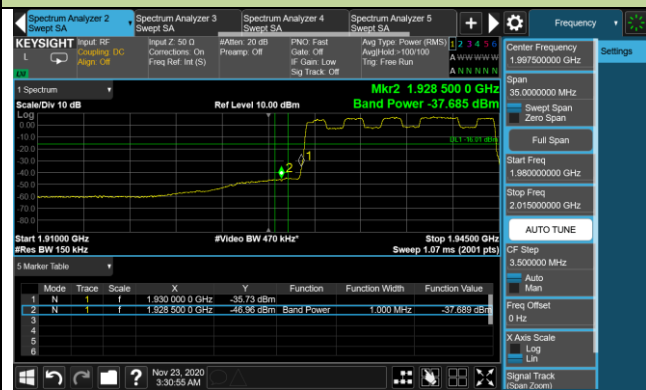 Spectrum Analyzer 2
Swept SA
Spectrum Analyzer 3
Swept SA
Spectrum Analyzer 4
Swept SA
Spectrum Analyzer 5
Swept SA
Frequency
KEYSIGHT
L
Input: RF
Coupling: DC
Align: Off
Input Z: 50 Ω
Corrections: On
Freq Ref: Int (S)
#Atten: 20 dB
Preamp: Off
PNO: Fast
Gate: Off
IF Gain: Low
Sig Track: Off
Avg Type: Power (RMS)
Avg|Hold >100/100
Trig: Free Run
1 2 3 4 5 6
A W W W W W
A N N N N N
1 Spectrum
Scale/Div 10 dB
Ref Level 10.00 dBm
Mkr2 1.928 500 0 GHz
Band Power -37.685 dBm
Log
0.00
-10.0
-20.0
-30.0
-40.0
-50.0
-60.0
-70.0
-80.0
DL1 -16.01 dBm
1
2
Start 1.91000 GHz
#Res BW 150 kHz
#Video BW 470 kHz*
Stop 1.94500 GHz
Sweep 1.07 ms (2001 pts)
5 Marker Table
Mode Trace Scale X Y Function Function Width Function Value
1 N 1 f 1.930 000 0 GHz -35.73 dBm
2 N 1 f 1.928 500 0 GHz -46.96 dBm Band Power 1.000 MHz -37.689 dBm
3
4
5
6
Nov 23, 2020
3:30:55 AM
Center Frequency
1.997500000 GHz
Settings
Span
35.0000000 MHz
Swept Span
Zero Span
Full Span
Start Freq
1.980000000 GHz
Stop Freq
2.015000000 GHz
AUTO TUNE
CF Step
3.500000 MHz
Auto
Man
Freq Offset
0 Hz
X Axis Scale
Log
Lin
Signal Track
(Span Zoom)